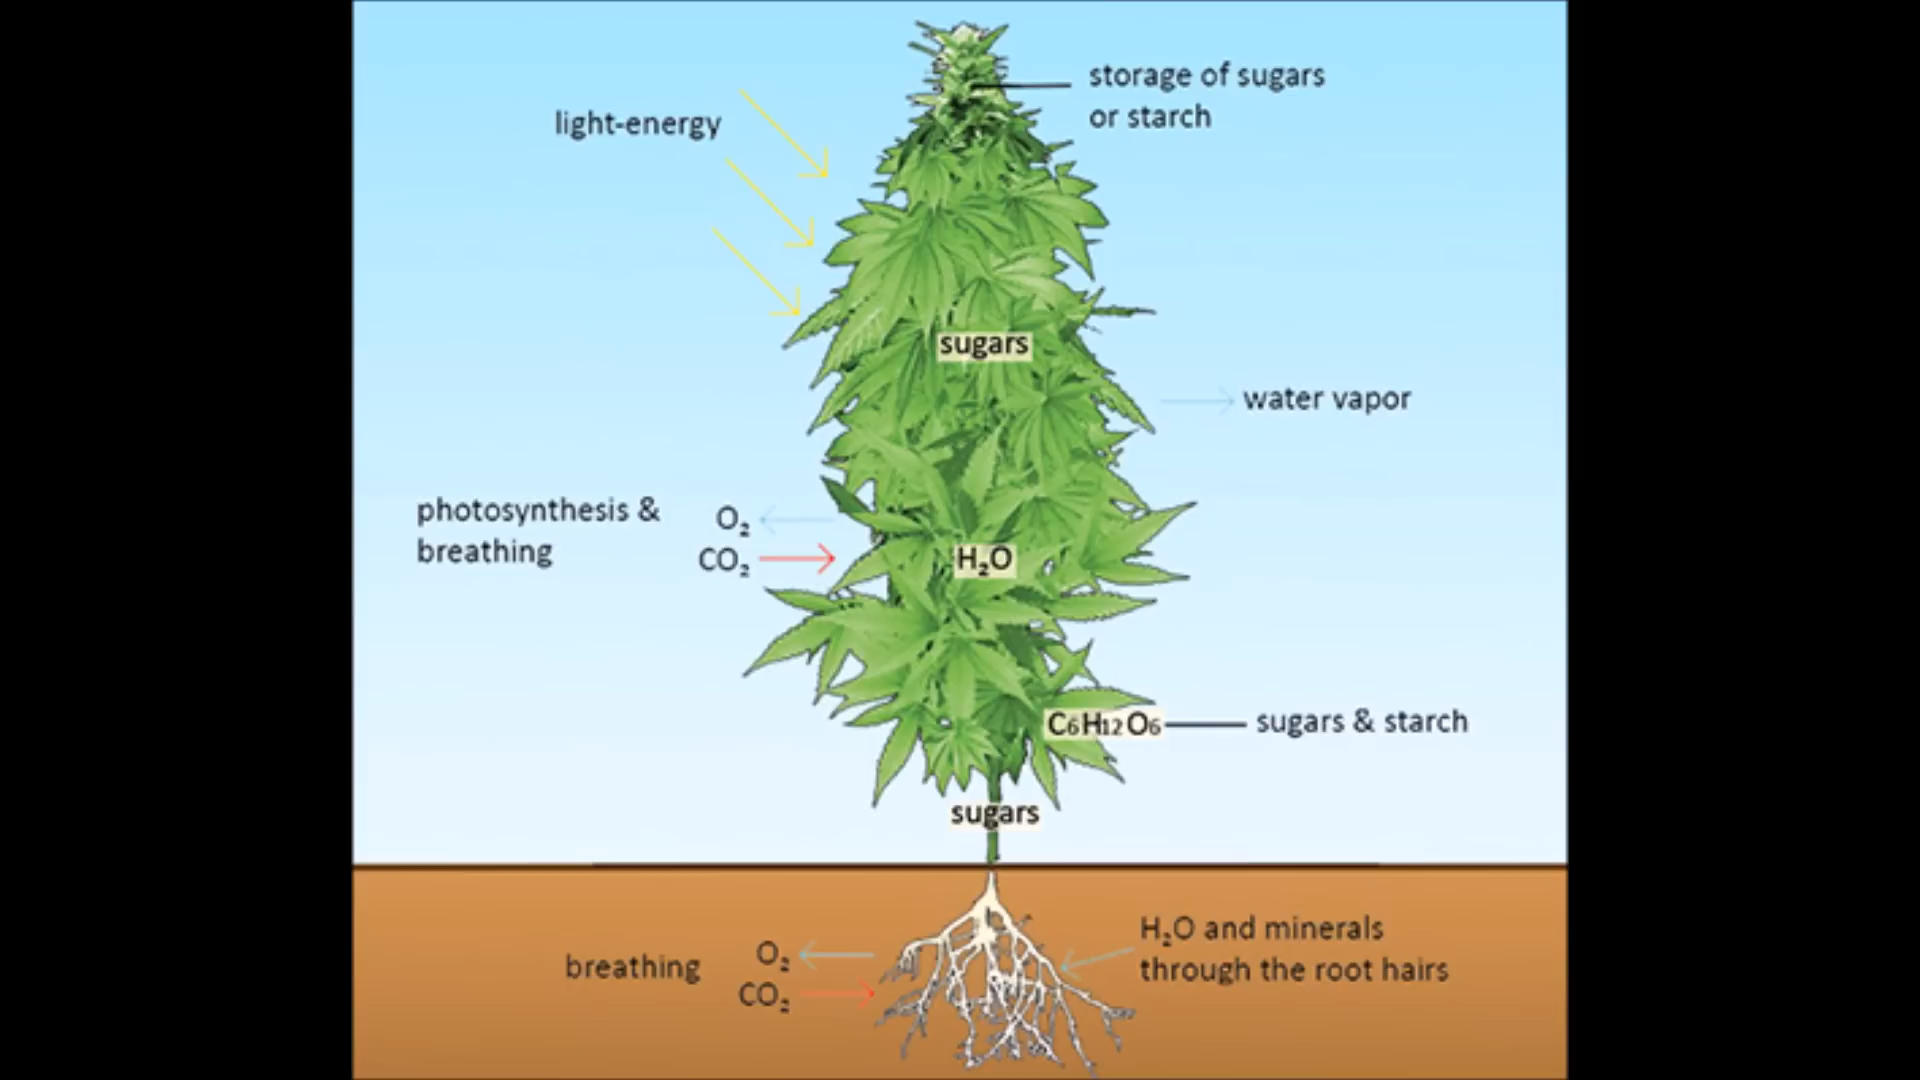 storage of sugars
or starch
light-energy
sugars
water vapor
photosynthesis &
breathing
O₂
CO₂
H₂O
C₆H₁₂O₆
sugars & starch
sugars
H₂O and minerals
through the root hairs
breathing
O₂
CO₂